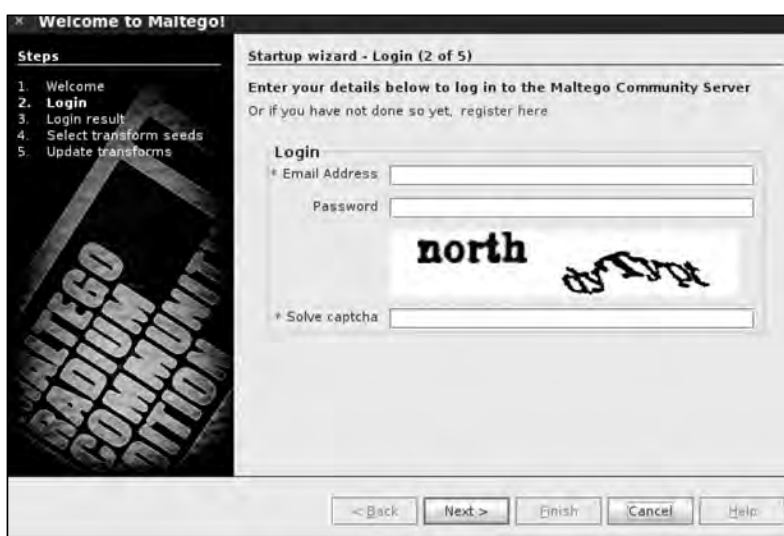 × Welcome to Maltego!
Steps
1. Welcome
2. Login
3. Login result
4. Select transform seeds
5. Update transforms
ALTEGO
RADIUM
COMMUNIT
DITION
Startup wizard - Login (2 of 5)
Enter your details below to log in to the Maltego Community Server
Or if you have not done so yet, register here
Login
* Email Address
Password
north
* Solve captcha
< Back Next > Finish Cancel Help